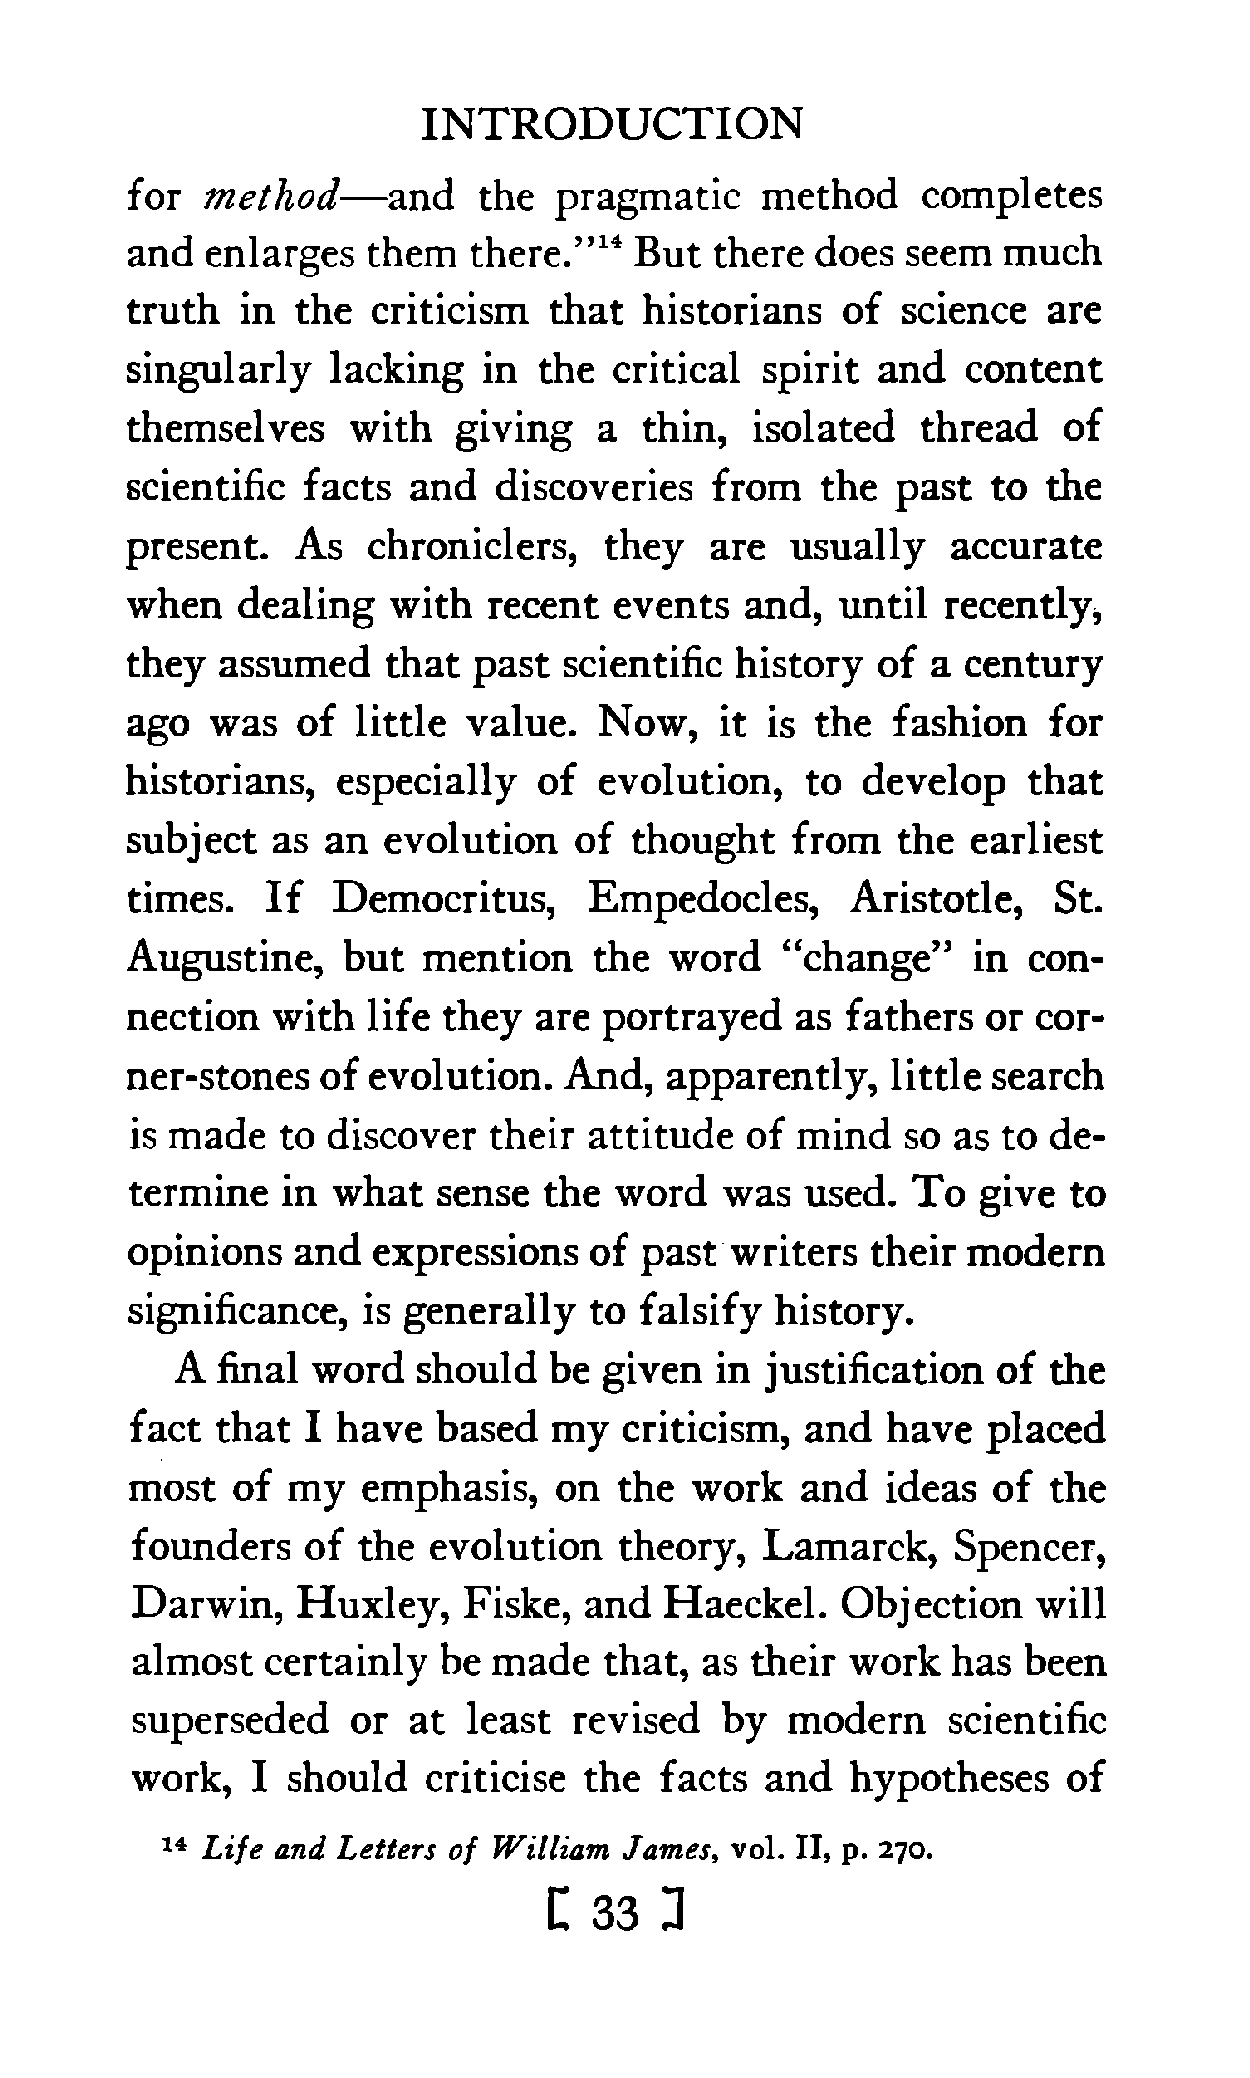 INTRODUCTION
for method—and the pragmatic method completes
and enlarges them there.”¹⁴ But there does seem much
truth in the criticism that historians of science are
singularly lacking in the critical spirit and content
themselves with giving a thin, isolated thread of
scientific facts and discoveries from the past to the
present. As chroniclers, they are usually accurate
when dealing with recent events and, until recently,
they assumed that past scientific history of a century
ago was of little value. Now, it is the fashion for
historians, especially of evolution, to develop that
subject as an evolution of thought from the earliest
times. If Democritus, Empedocles, Aristotle, St.
Augustine, but mention the word “change” in con-
nection with life they are portrayed as fathers or cor-
ner-stones of evolution. And, apparently, little search
is made to discover their attitude of mind so as to de-
termine in what sense the word was used. To give to
opinions and expressions of past writers their modern
significance, is generally to falsify history.
A final word should be given in justification of the
fact that I have based my criticism, and have placed
most of my emphasis, on the work and ideas of the
founders of the evolution theory, Lamarck, Spencer,
Darwin, Huxley, Fiske, and Haeckel. Objection will
almost certainly be made that, as their work has been
superseded or at least revised by modern scientific
work, I should criticise the facts and hypotheses of
¹⁴ Life and Letters of William James, vol. II, p. 270.
[ 33 ]